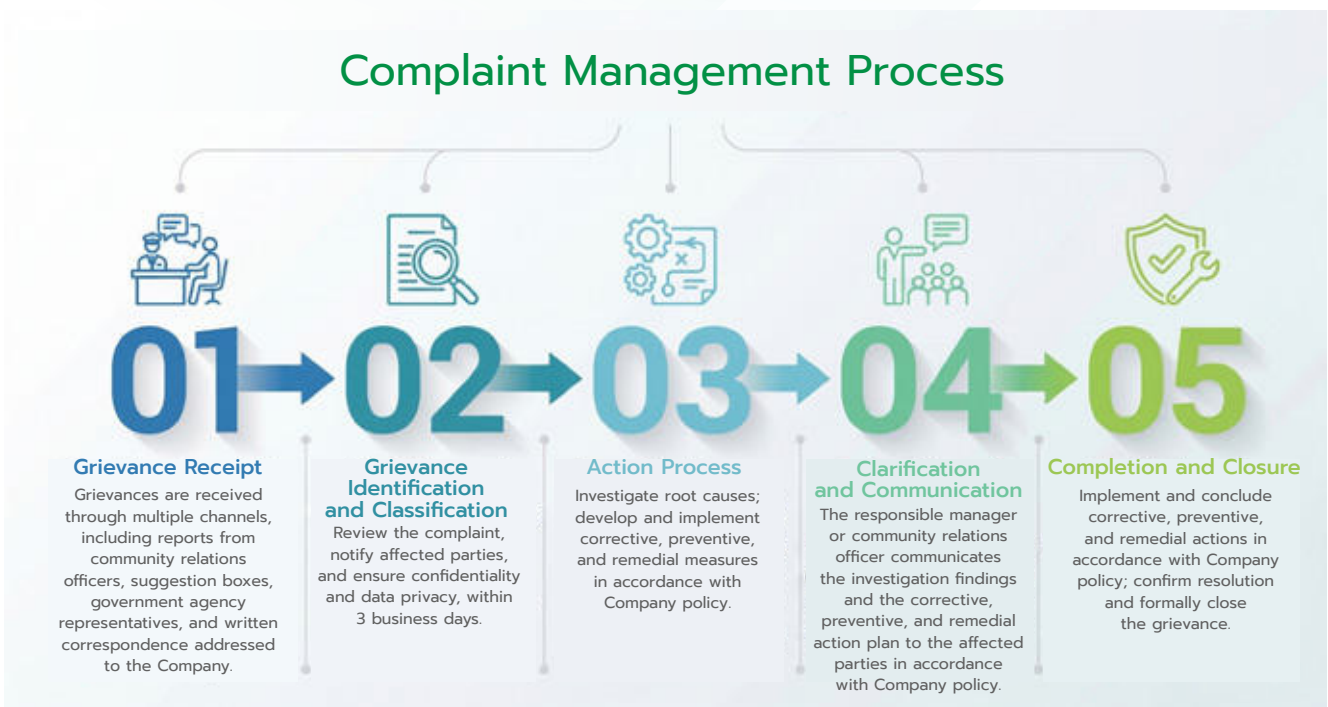 Complaint Management Process
01
Grievance Receipt
Grievances are received
through multiple channels,
including reports from
community relations
officers, suggestion boxes,
government agency
representatives, and written
correspondence addressed
to the Company.
02
Grievance
Identification
and Classification
Review the complaint,
notify affected parties,
and ensure confidentiality
and data privacy, within
3 business days.
03
Action Process
Investigate root causes;
develop and implement
corrective, preventive,
and remedial measures
in accordance with
Company policy.
04
Clarification
and Communication
The responsible manager
or community relations
officer communicates
the investigation findings
and the corrective,
preventive, and remedial
action plan to the affected
parties in accordance
with Company policy.
05
Completion and Closure
Implement and conclude
corrective, preventive,
and remedial actions in
accordance with Company
policy; confirm resolution
and formally close
the grievance.